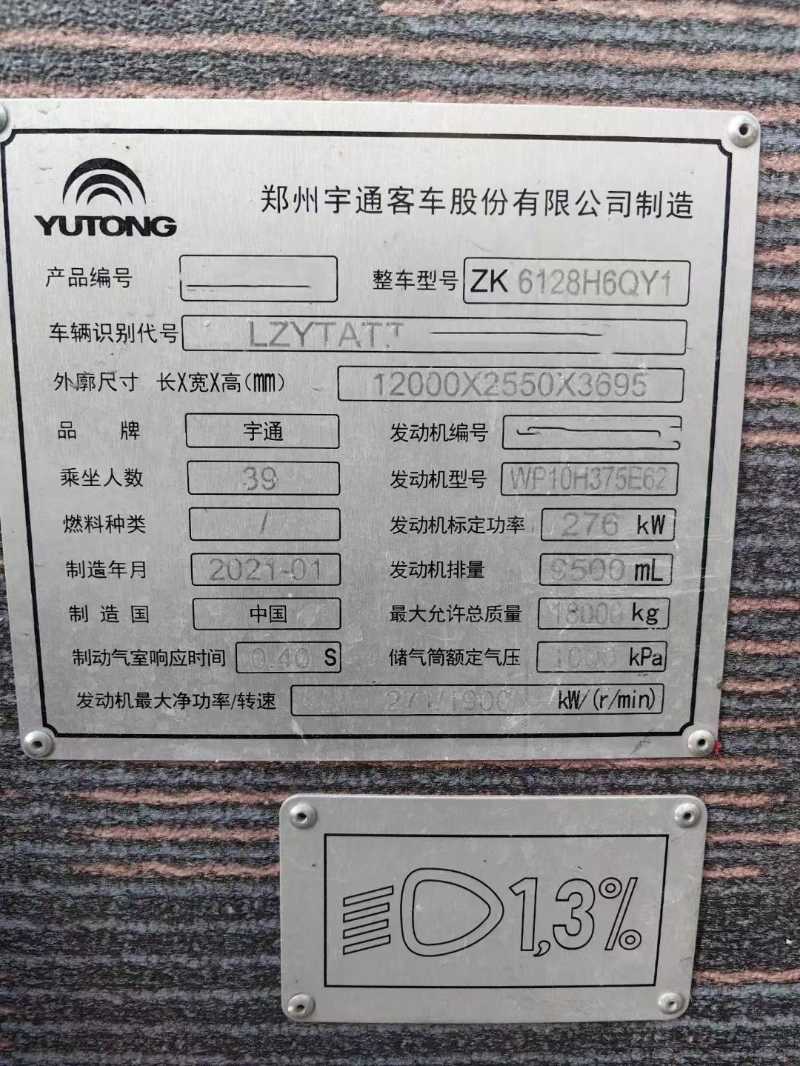 YUTONG
郑州宇通客车股份有限公司制造
产品编号 整车型号 ZK 6128H6QY1
车辆识别代号 LZYTATT
外廓尺寸 长X宽X高(mm) 12000X2550X3695
品 牌 宇通 发动机编号
乘坐人数 39 发动机型号 WP10H375E62
燃料种类 / 发动机标定功率 276 kW
制造年月 2021-01 发动机排量 9500 mL
制造国 中国 最大允许总质量 18000 kg
制动气室响应时间 0.40 S 储气筒额定气压 kPa
发动机最大净功率/转速 271/1900 kW/(r/min)
1,3%